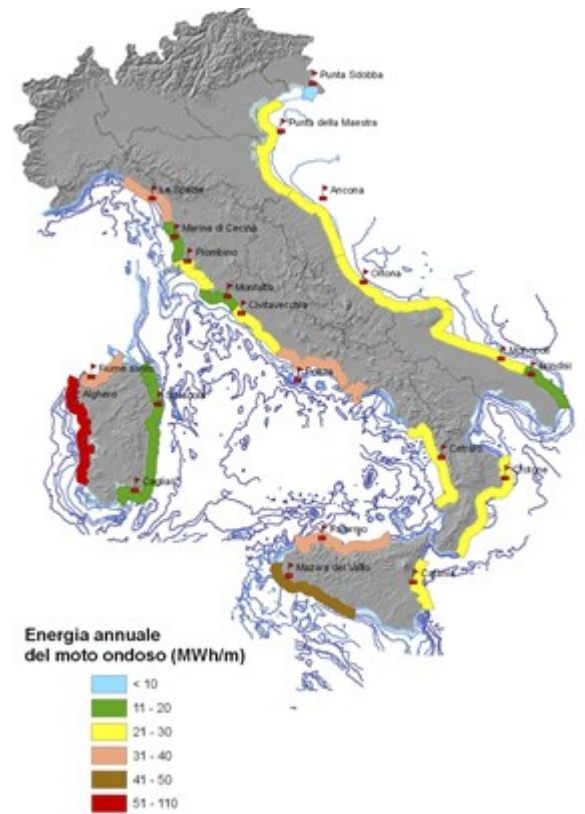 Punta Sdobba
Punta della Maestra
Ancona
La Spezia
Marina di Cecina
Piombino
Ortona
Montalto
Civitavecchia
Monopoli
Brindisi
Ponza
Fiume Santo
Alghero
Cetraro
Cagliari
Palermo
Mazara del Vallo
Catania
Energia annuale
del moto ondoso (MWh/m)
< 10
11 - 20
21 - 30
31 - 40
41 - 50
51 - 110